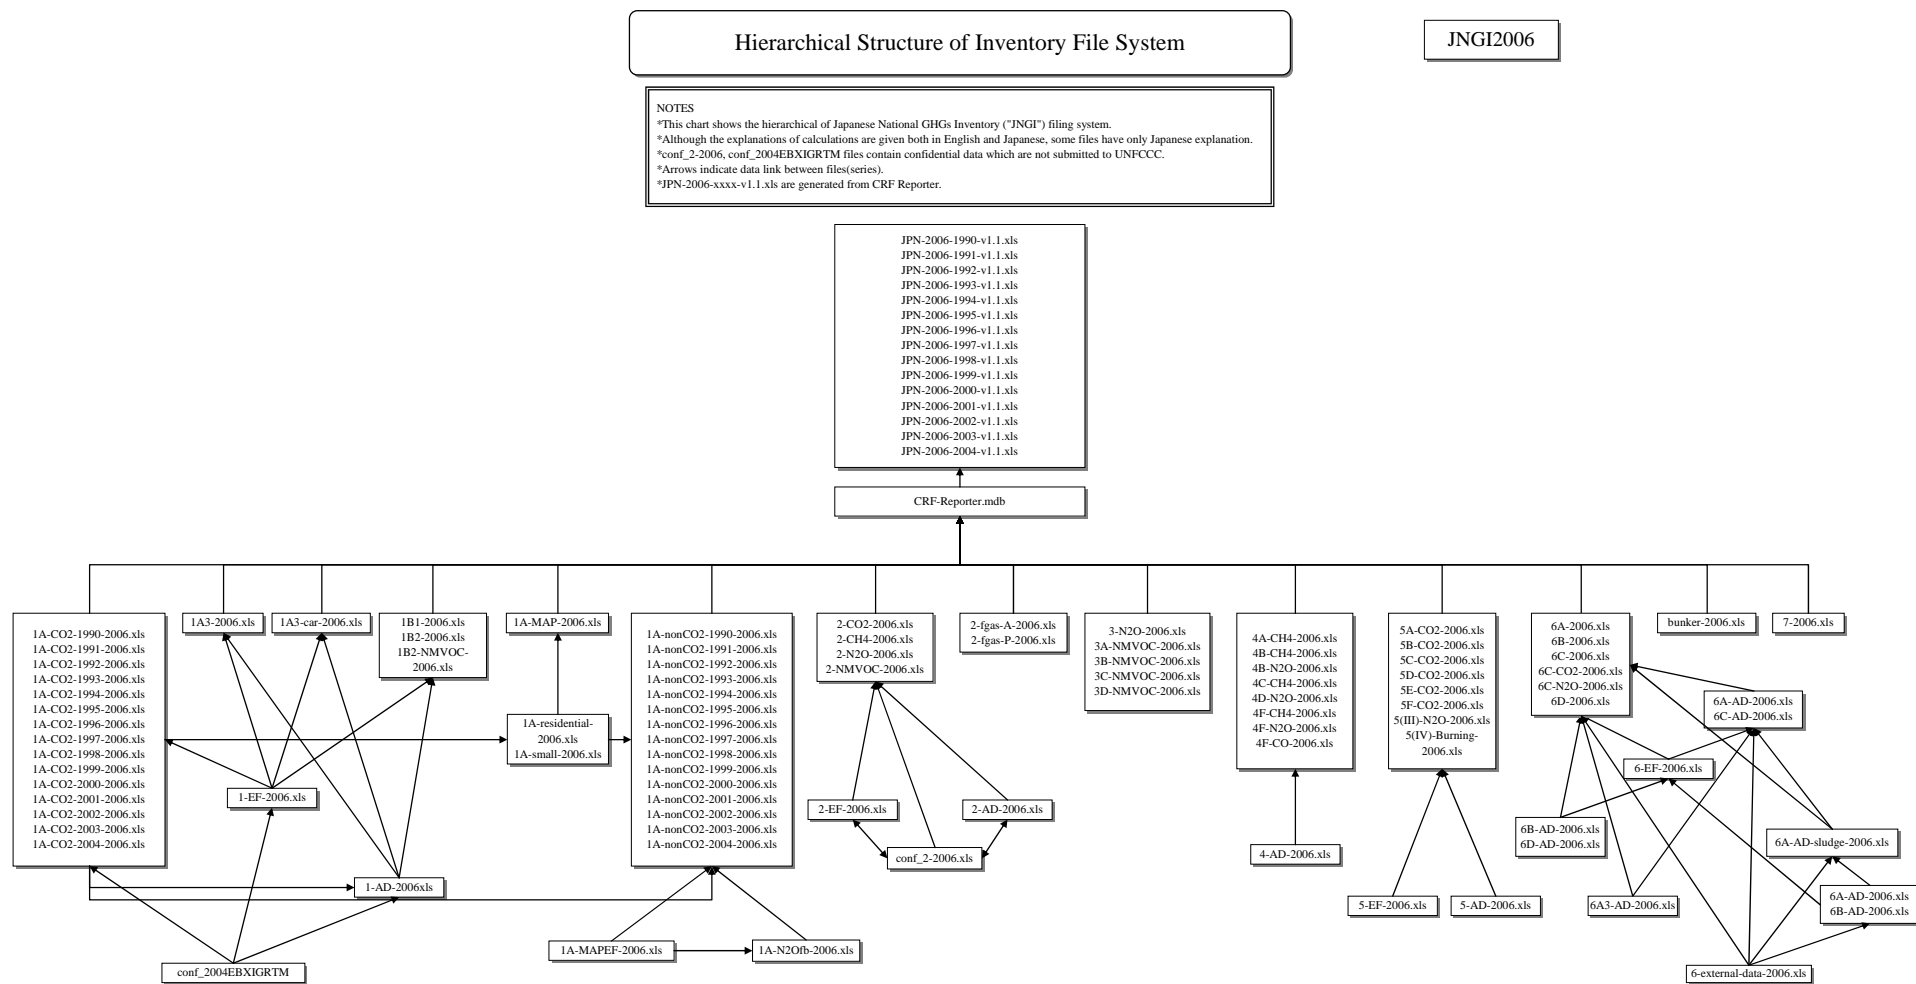 Hierarchical Structure of Inventory File System
JNGI2006
NOTES
*This chart shows the hierarchical of Japanese National GHGs Inventory ("JNGI") filing system.
*Although the explanations of calculations are given both in English and Japanese, some files have only Japanese explanation.
*conf_2-2006, conf_2004EBXIGRTM files contain confidential data which are not submitted to UNFCCC.
*Arrows indicate data link between files(series).
*JPN-2006-xxxx-v1.1.xls are generated from CRF Reporter.
JPN-2006-1990-v1.1.xls
JPN-2006-1991-v1.1.xls
JPN-2006-1992-v1.1.xls
JPN-2006-1993-v1.1.xls
JPN-2006-1994-v1.1.xls
JPN-2006-1995-v1.1.xls
JPN-2006-1996-v1.1.xls
JPN-2006-1997-v1.1.xls
JPN-2006-1998-v1.1.xls
JPN-2006-1999-v1.1.xls
JPN-2006-2000-v1.1.xls
JPN-2006-2001-v1.1.xls
JPN-2006-2002-v1.1.xls
JPN-2006-2003-v1.1.xls
JPN-2006-2004-v1.1.xls
CRF-Reporter.mdb
1A-CO2-1990-2006.xls
1A-CO2-1991-2006.xls
1A-CO2-1992-2006.xls
1A-CO2-1993-2006.xls
1A-CO2-1994-2006.xls
1A-CO2-1995-2006.xls
1A-CO2-1996-2006.xls
1A-CO2-1997-2006.xls
1A-CO2-1998-2006.xls
1A-CO2-1999-2006.xls
1A-CO2-2000-2006.xls
1A-CO2-2001-2006.xls
1A-CO2-2002-2006.xls
1A-CO2-2003-2006.xls
1A-CO2-2004-2006.xls
1A3-2006.xls
1A3-car-2006.xls
1B1-2006.xls
1B2-2006.xls
1B2-NMVOC-
2006.xls
1A-MAP-2006.xls
1A-residential-
2006.xls
1A-small-2006.xls
1-EF-2006.xls
1-AD-2006xls
conf_2004EBXIGRTM
1A-nonCO2-1990-2006.xls
1A-nonCO2-1991-2006.xls
1A-nonCO2-1992-2006.xls
1A-nonCO2-1993-2006.xls
1A-nonCO2-1994-2006.xls
1A-nonCO2-1995-2006.xls
1A-nonCO2-1996-2006.xls
1A-nonCO2-1997-2006.xls
1A-nonCO2-1998-2006.xls
1A-nonCO2-1999-2006.xls
1A-nonCO2-2000-2006.xls
1A-nonCO2-2001-2006.xls
1A-nonCO2-2002-2006.xls
1A-nonCO2-2003-2006.xls
1A-nonCO2-2004-2006.xls
1A-MAPEF-2006.xls
1A-N2Ofb-2006.xls
2-CO2-2006.xls
2-CH4-2006.xls
2-N2O-2006.xls
2-NMVOC-2006.xls
2-EF-2006.xls
2-AD-2006.xls
conf_2-2006.xls
2-fgas-A-2006.xls
2-fgas-P-2006.xls
3-N2O-2006.xls
3A-NMVOC-2006.xls
3B-NMVOC-2006.xls
3C-NMVOC-2006.xls
3D-NMVOC-2006.xls
4A-CH4-2006.xls
4B-CH4-2006.xls
4B-N2O-2006.xls
4C-CH4-2006.xls
4D-N2O-2006.xls
4F-CH4-2006.xls
4F-N2O-2006.xls
4F-CO-2006.xls
4-AD-2006.xls
5A-CO2-2006.xls
5B-CO2-2006.xls
5C-CO2-2006.xls
5D-CO2-2006.xls
5E-CO2-2006.xls
5F-CO2-2006.xls
5(III)-N2O-2006.xls
5(IV)-Burning-
2006.xls
5-EF-2006.xls
5-AD-2006.xls
6A-2006.xls
6B-2006.xls
6C-2006.xls
6C-CO2-2006.xls
6C-N2O-2006.xls
6D-2006.xls
bunker-2006.xls
7-2006.xls
6A-AD-2006.xls
6C-AD-2006.xls
6-EF-2006.xls
6B-AD-2006.xls
6D-AD-2006.xls
6A-AD-sludge-2006.xls
6A3-AD-2006.xls
6A-AD-2006.xls
6B-AD-2006.xls
6-external-data-2006.xls